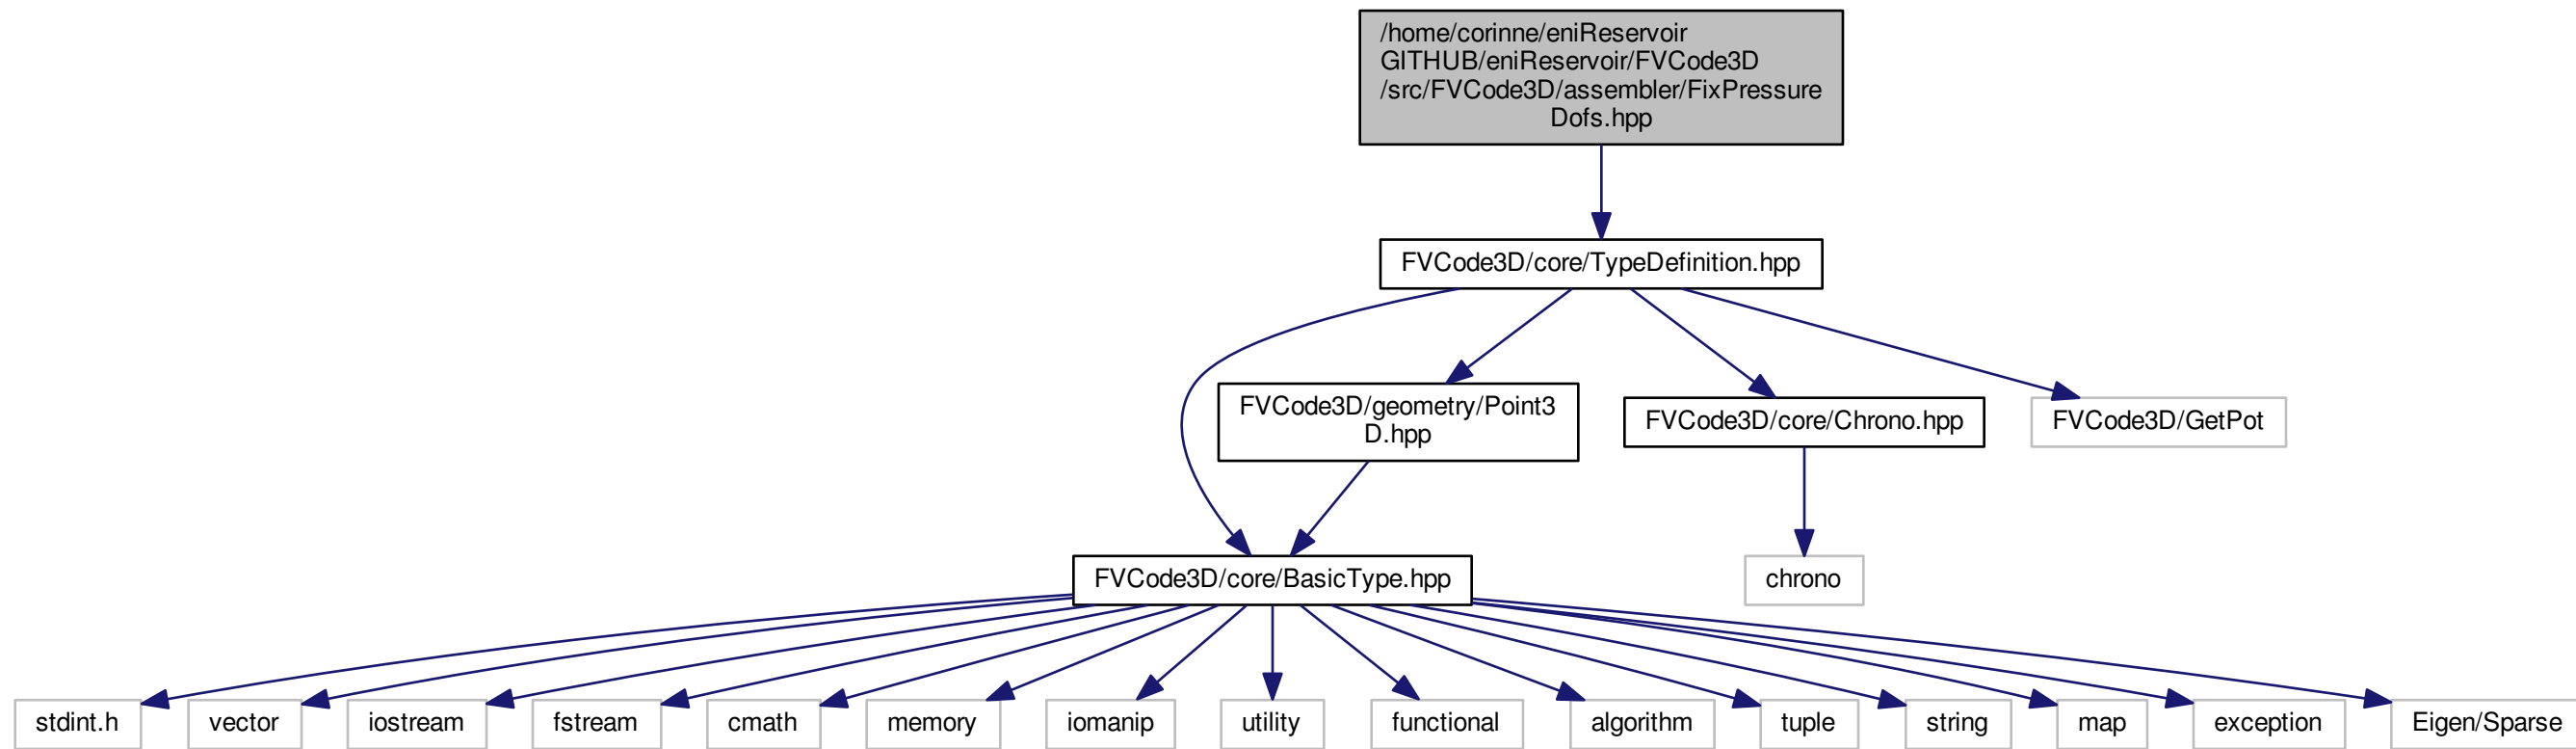 /home/corinne/eniReservoir
GITHUB/eniReservoir/FVCode3D
/src/FVCode3D/assembler/FixPressure
Dofs.hpp
FVCode3D/core/TypeDefinition.hpp
FVCode3D/geometry/Point3
D.hpp
FVCode3D/core/Chrono.hpp
FVCode3D/GetPot
FVCode3D/core/BasicType.hpp
chrono
stdint.h
vector
iostream
fstream
cmath
memory
iomanip
utility
functional
algorithm
tuple
string
map
exception
Eigen/Sparse